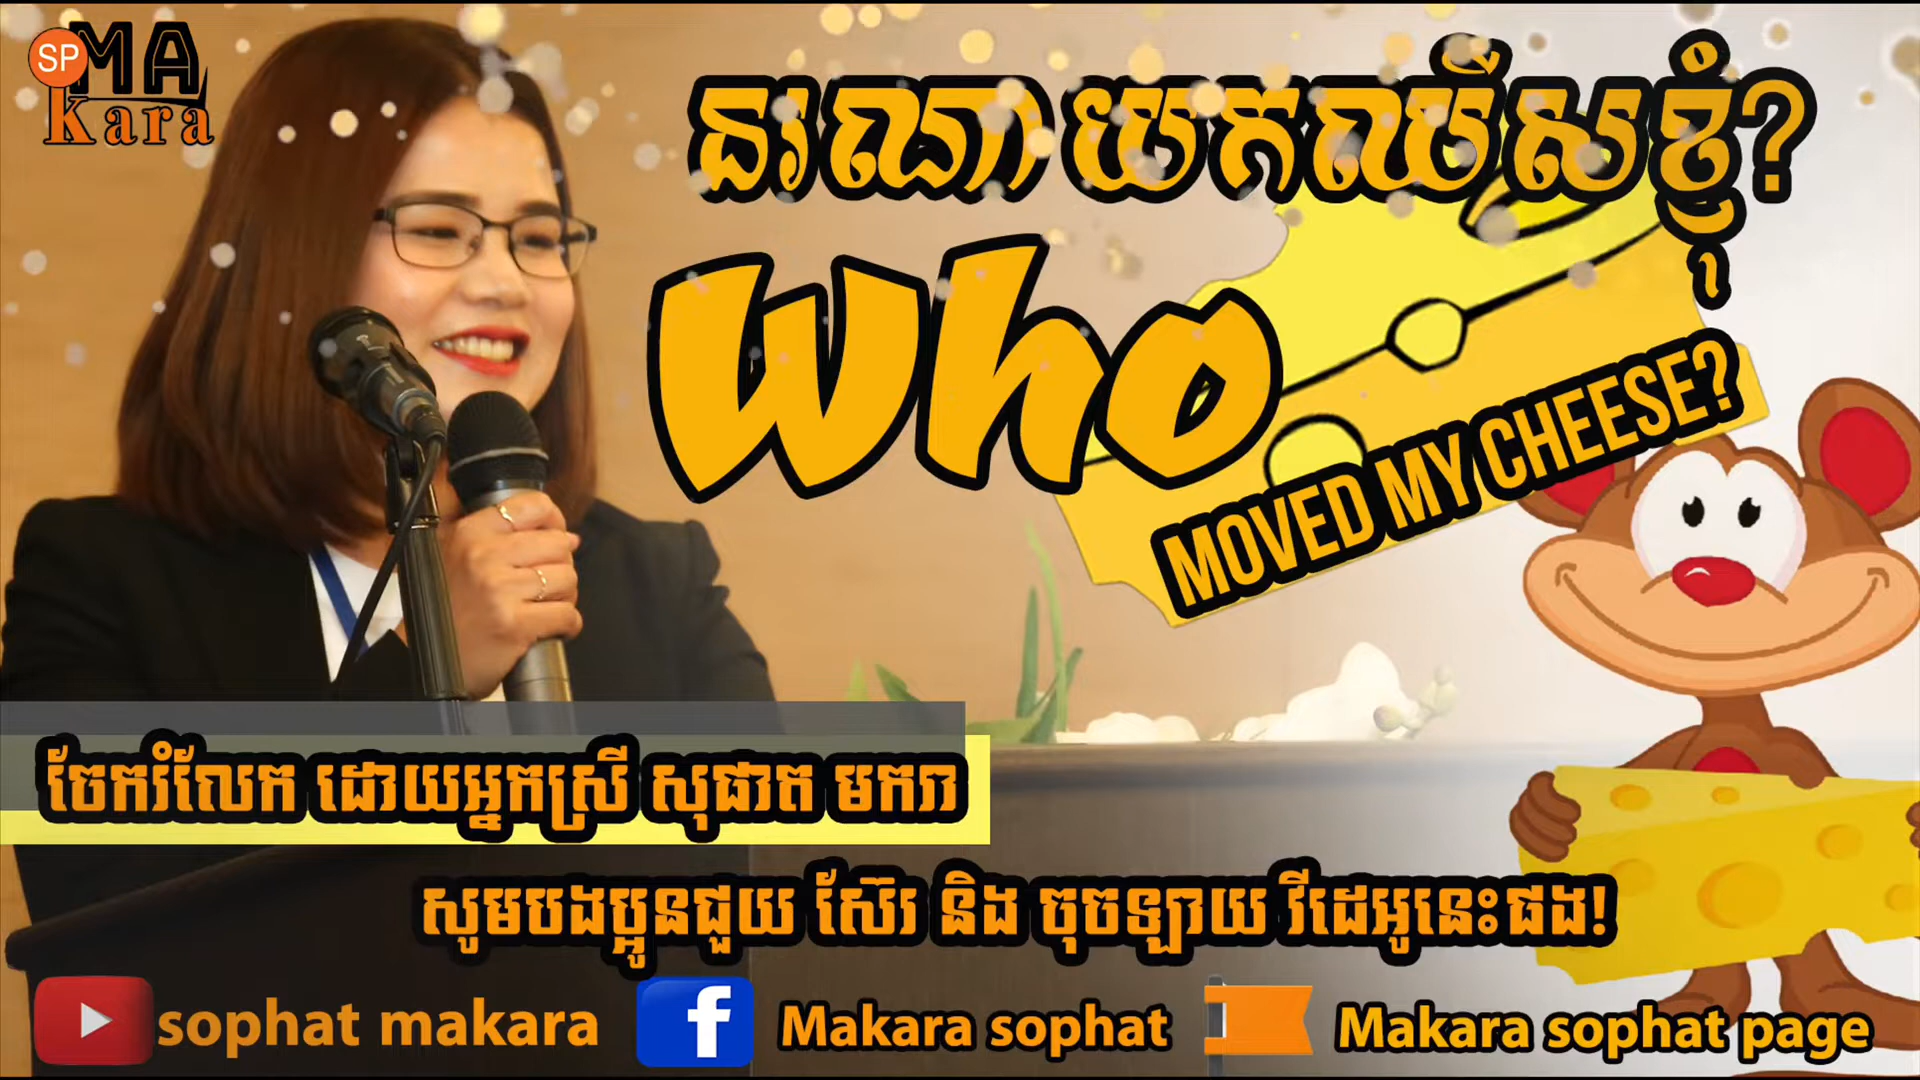 SP MA
Kara
នរណា យកឈីសខ្ញុំ?
Who
MOVED MY CHEESE?
ចែករំលែក ដោយអ្នកស្រី សុផាត មករា
សូមបងប្អូនជួយ ស៊ែរ និង ចុចឡាយ វីដេអូនេះផង!
sophat makara
f
Makara sophat
Makara sophat page